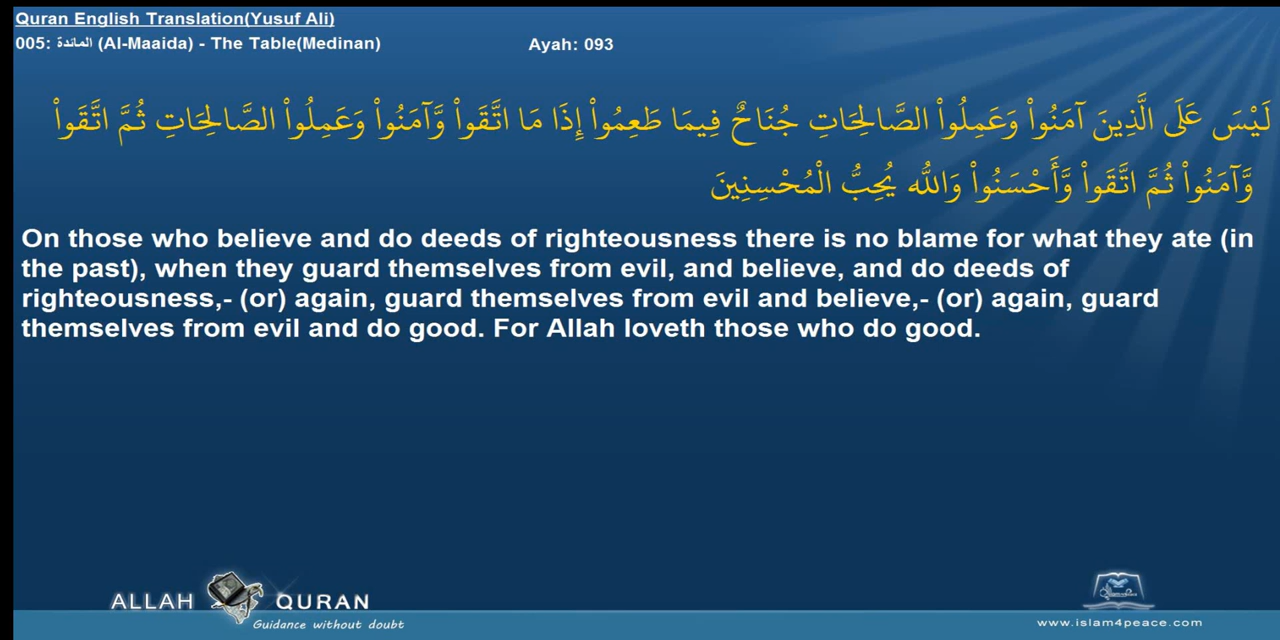 Quran English Translation(Yusuf Ali)
005: المائدة (Al-Maaida) - The Table(Medinan) Ayah: 093
لَيْسَ عَلَى الَّذِينَ آمَنُواْ وَعَمِلُواْ الصَّالِحَاتِ جُنَاحٌ فِيمَا طَعِمُواْ إِذَا مَا اتَّقَواْ وَّآمَنُواْ وَعَمِلُواْ الصَّالِحَاتِ ثُمَّ اتَّقَواْ
وَّآمَنُواْ ثُمَّ اتَّقَواْ وَّأَحْسَنُواْ وَاللّهُ يُحِبُّ الْمُحْسِنِينَ
On those who believe and do deeds of righteousness there is no blame for what they ate (in
the past), when they guard themselves from evil, and believe, and do deeds of
righteousness,- (or) again, guard themselves from evil and believe,- (or) again, guard
themselves from evil and do good. For Allah loveth those who do good.
ALLAH QURAN
Guidance without doubt
www.islam4peace.com